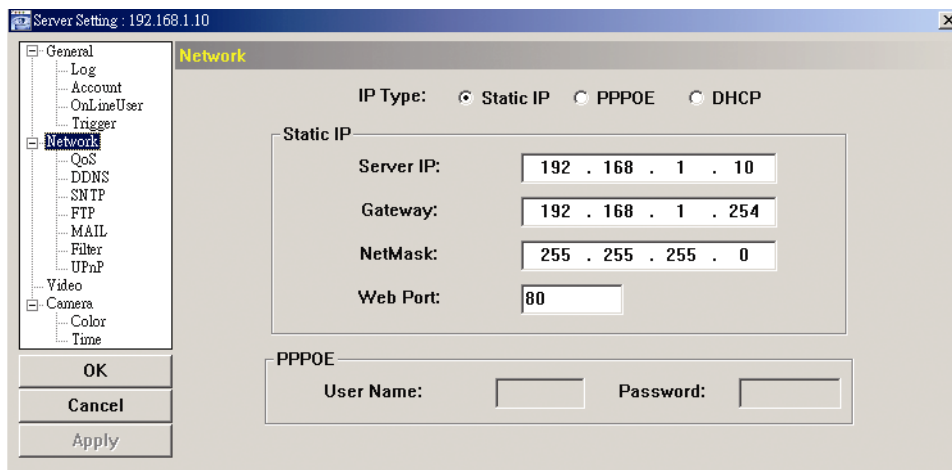 Server Setting : 192.168.1.10
General
Log
Account
OnLineUser
Trigger
Network
QoS
DDNS
SNTP
FTP
MAIL
Filter
UPnP
Video
Camera
Color
Time
OK
Cancel
Apply
Network
IP Type: Static IP PPPOE DHCP
Static IP
Server IP: 192 . 168 . 1 . 10
Gateway: 192 . 168 . 1 . 254
NetMask: 255 . 255 . 255 . 0
Web Port: 80
PPPOE
User Name: Password: